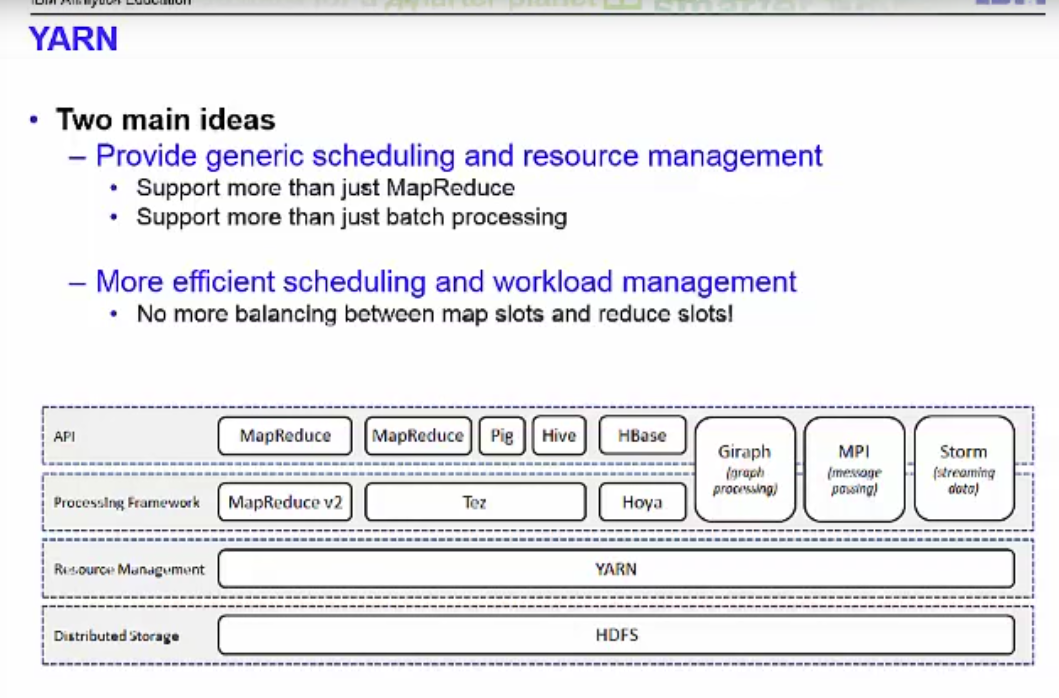 YARN
• Two main ideas
– Provide generic scheduling and resource management
• Support more than just MapReduce
• Support more than just batch processing
– More efficient scheduling and workload management
• No more balancing between map slots and reduce slots!
API
MapReduce
MapReduce
Pig
Hive
HBase
Giraph
(graph
processing)
MPI
(message
passing)
Storm
(streaming
data)
Processing Framework
MapReduce v2
Tez
Hoya
Resource Management
YARN
Distributed Storage
HDFS